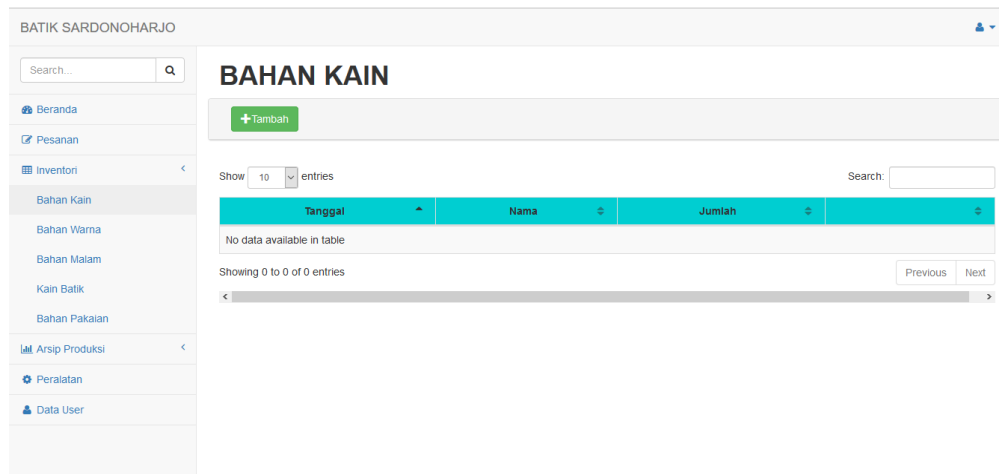 BATIK SARDONOHARJO
Search...
Beranda
Pesanan
Inventori
Bahan Kain
Bahan Warna
Bahan Malam
Kain Batik
Bahan Pakaian
Arsip Produksi
Peralatan
Data User
BAHAN KAIN
Tambah
Show 10 entries Search:
Tanggal Nama Jumlah
No data available in table
Showing 0 to 0 of 0 entries Previous Next